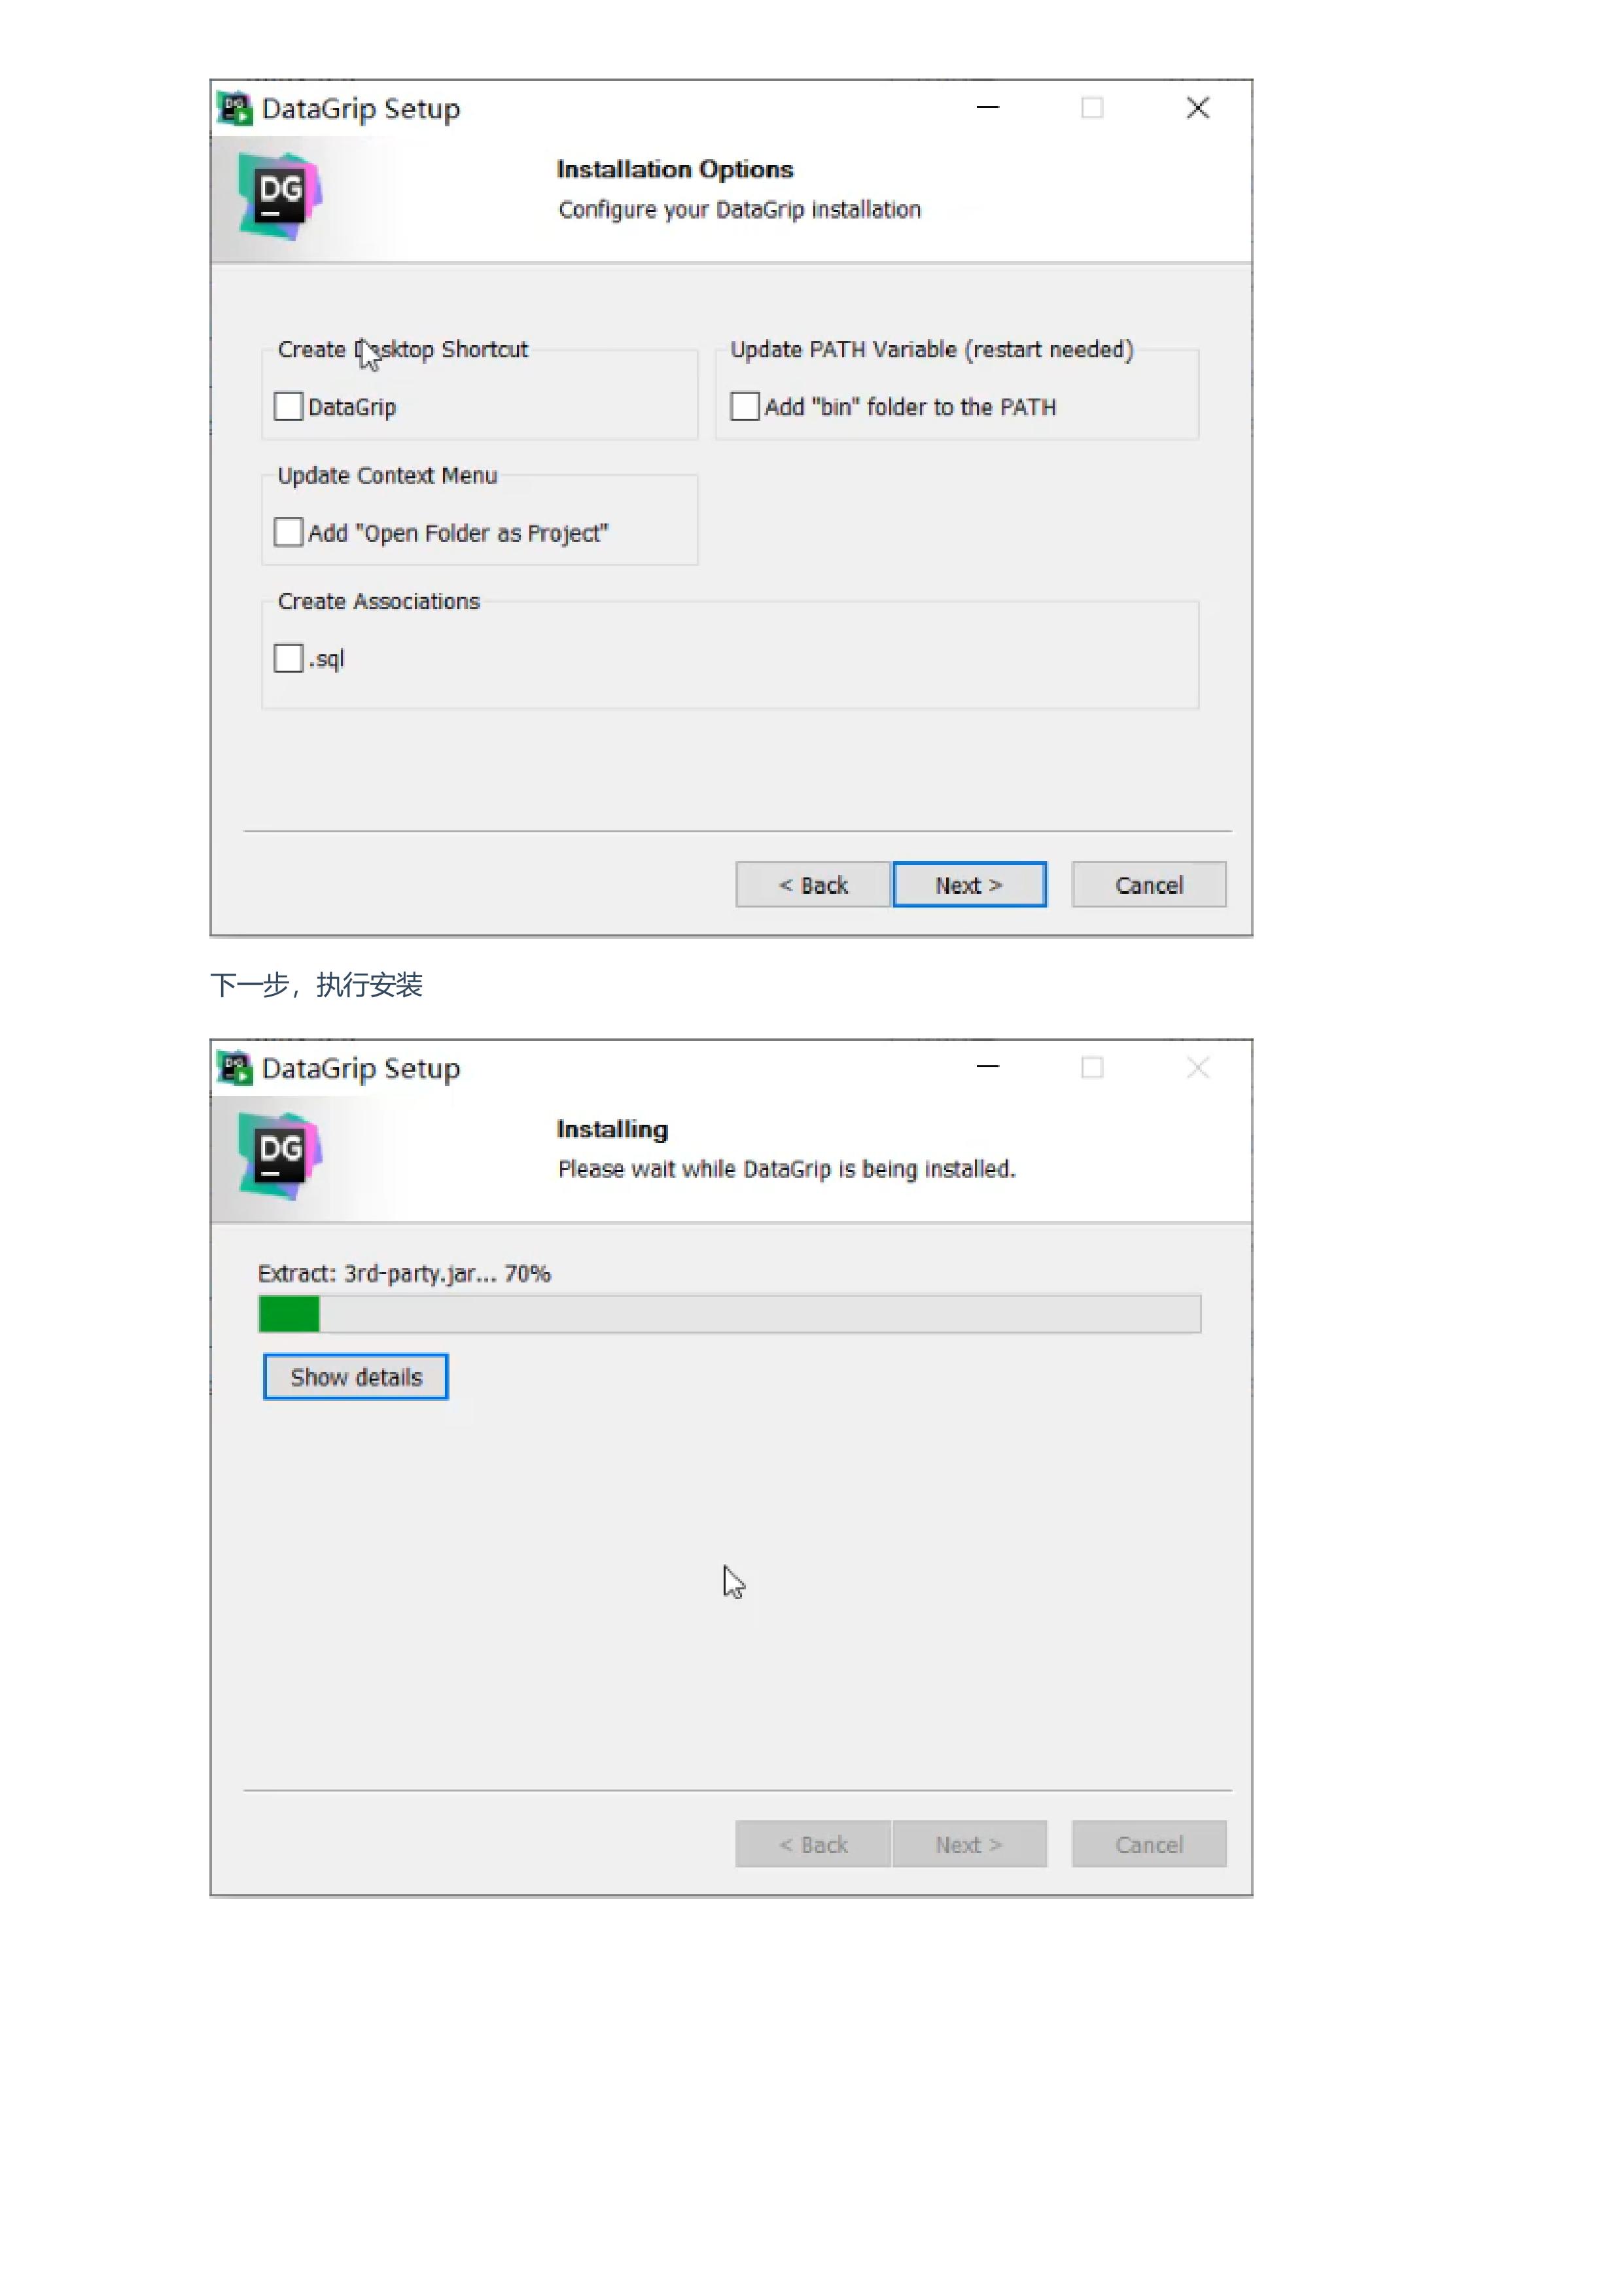 DataGrip Setup
DG
Installation Options
Configure your DataGrip installation
Create Desktop Shortcut
Update PATH Variable (restart needed)
DataGrip
Add "bin" folder to the PATH
Update Context Menu
Add "Open Folder as Project"
Create Associations
.sql
< Back
Next >
Cancel
下一步，执行安装
DataGrip Setup
DG
Installing
Please wait while DataGrip is being installed.
Extract: 3rd-party.jar... 70%
Show details
< Back
Next >
Cancel